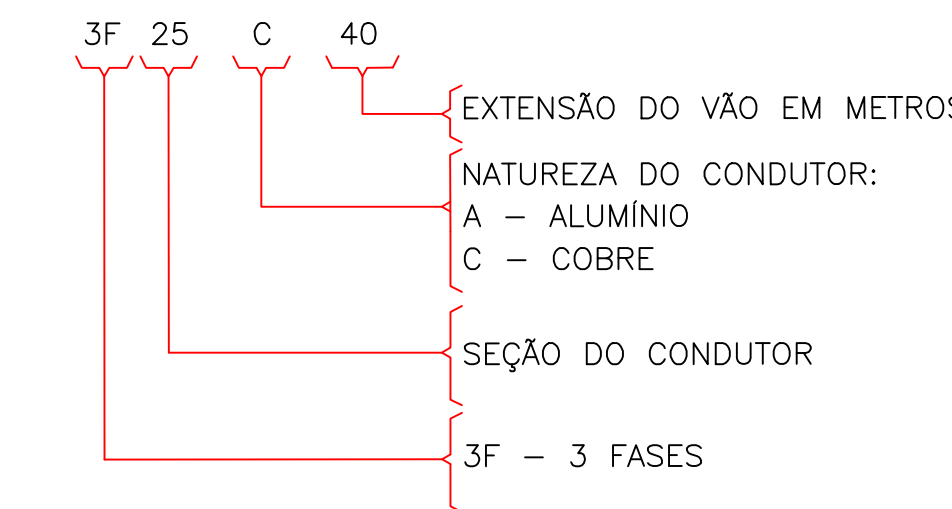 3F 25 C 40
EXTENSÃO DO VÃO EM METROS
NATUREZA DO CONDUTOR:
A - ALUMÍNIO
C - COBRE
SEÇÃO DO CONDUTOR
3F - 3 FASES